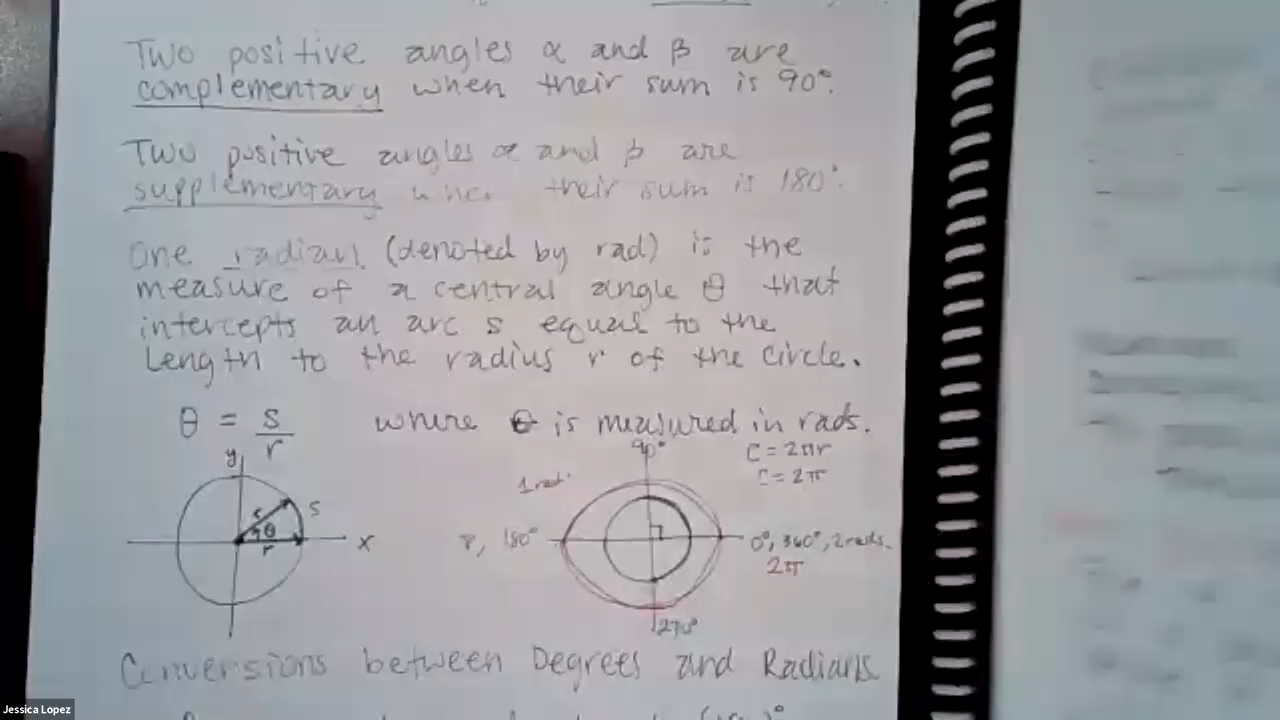 Two positive angles α and β are
complementary when their sum is 90°.
Two positive angles α and β are
supplementary their sum is 180°.
One radian (denoted by rad) is the
measure of a central angle θ that
intercepts an arc s equal to the
length to the radius r of the circle.
θ = s/r where θ is measured in rads.
y
90°
C = 2πr
C = 2π
1 rad.
s
θ
r
x
180°
0°, 360°, 2 rads.
2π
270°
Conversions between Degrees and Radians
Jessica Lopez